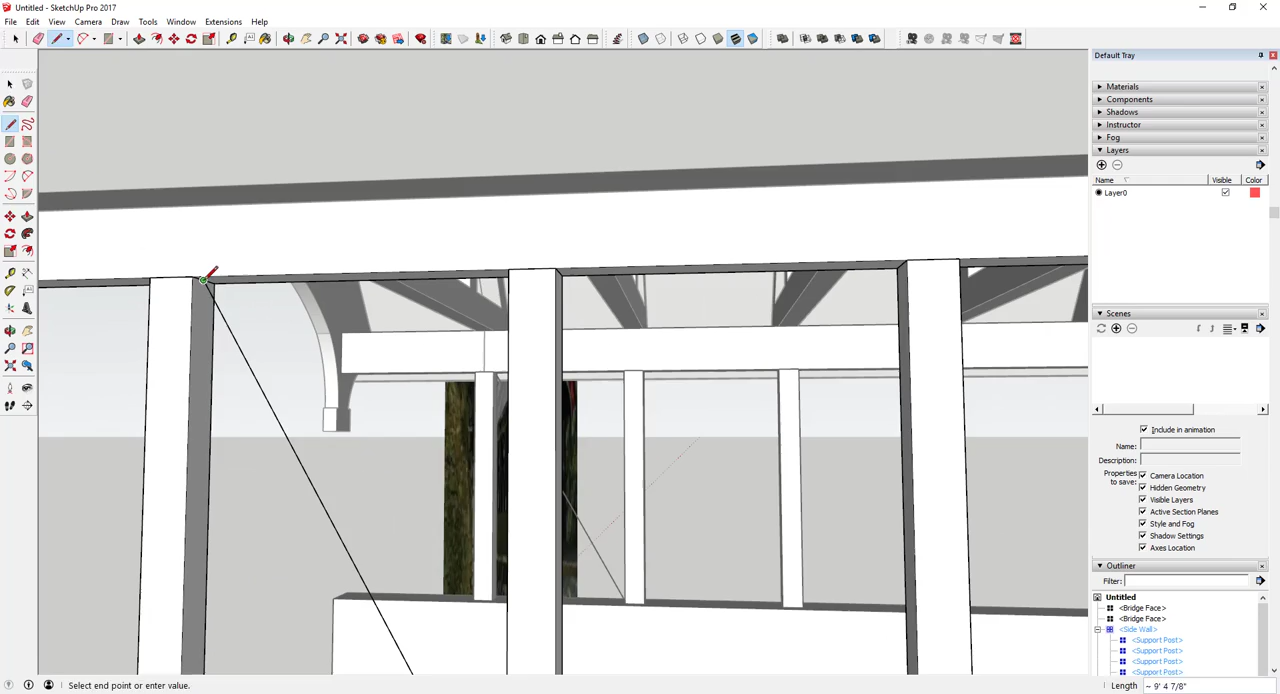 Untitled - SketchUp Pro 2017
File Edit View Camera Draw Tools Window Extensions Help
Default Tray
Materials
Components
Shadows
Instructor
Fog
Layers
Name Visible Color
Layer0
Scenes
Include in animation
Name:
Description:
Properties to save:
Camera Location
Hidden Geometry
Visible Layers
Active Section Planes
Style and Fog
Shadow Settings
Axes Location
Outliner
Filter:
Untitled
<Bridge Face>
<Bridge Face>
<Side Wall>
<Support Post>
<Support Post>
<Support Post>
<Support Post>
Select end point or enter value.
Length ~ 9' 4 7/8"